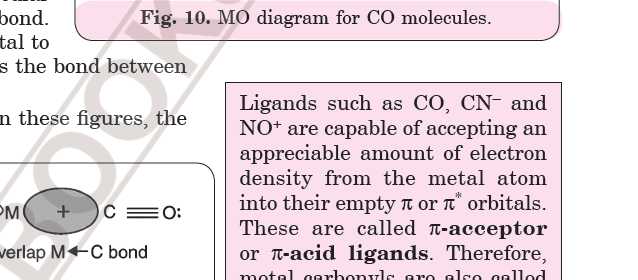 Fig. 10. MO diagram for CO molecules.
bond.
tal to
s the bond between
n these figures, the
M + C ≡ O:
verlap M←C bond
Ligands such as CO, CN⁻ and
NO⁺ are capable of accepting an
appreciable amount of electron
density from the metal atom
into their empty π or π* orbitals.
These are called π-acceptor
or π-acid ligands. Therefore,
metal carbonyls are also called